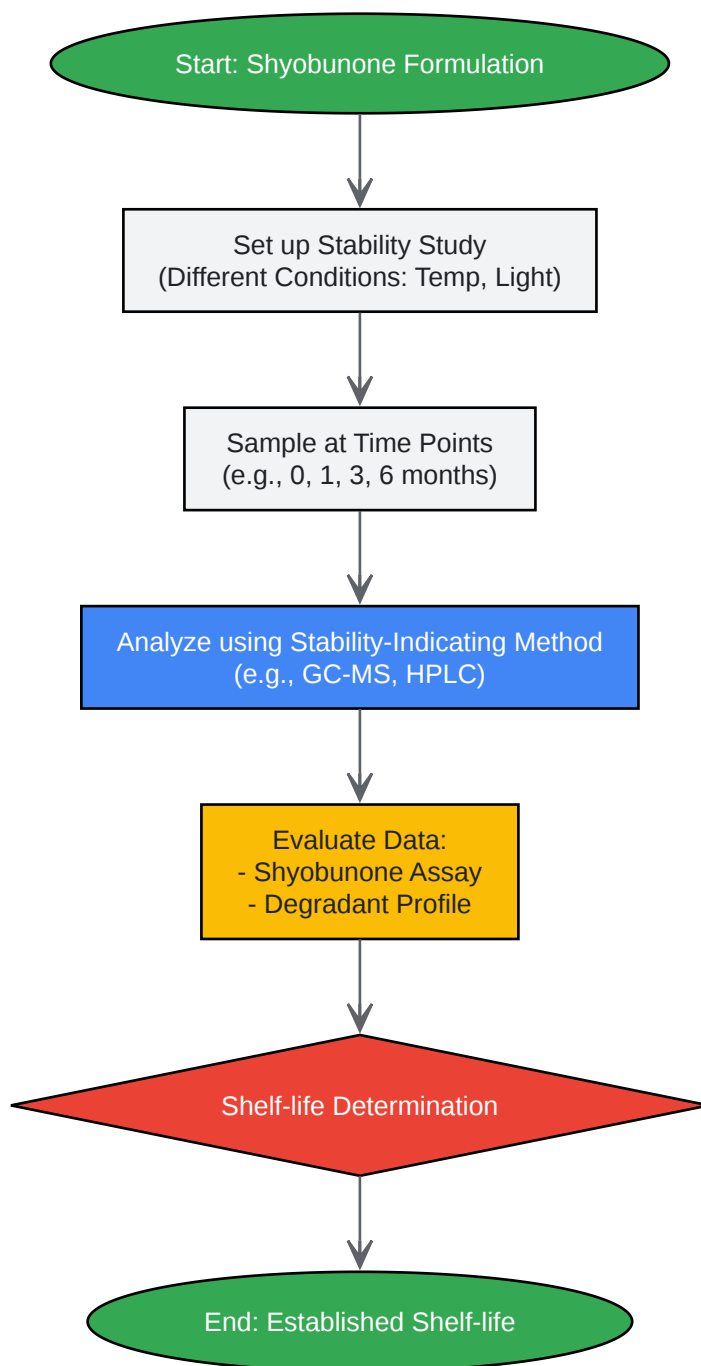 Start: Shyobunone Formulation
Set up Stability Study
(Different Conditions: Temp, Light)
Sample at Time Points
(e.g., 0, 1, 3, 6 months)
Analyze using Stability-Indicating Method
(e.g., GC-MS, HPLC)
Evaluate Data:
- Shyobunone Assay
- Degradant Profile
Shelf-life Determination
End: Established Shelf-life